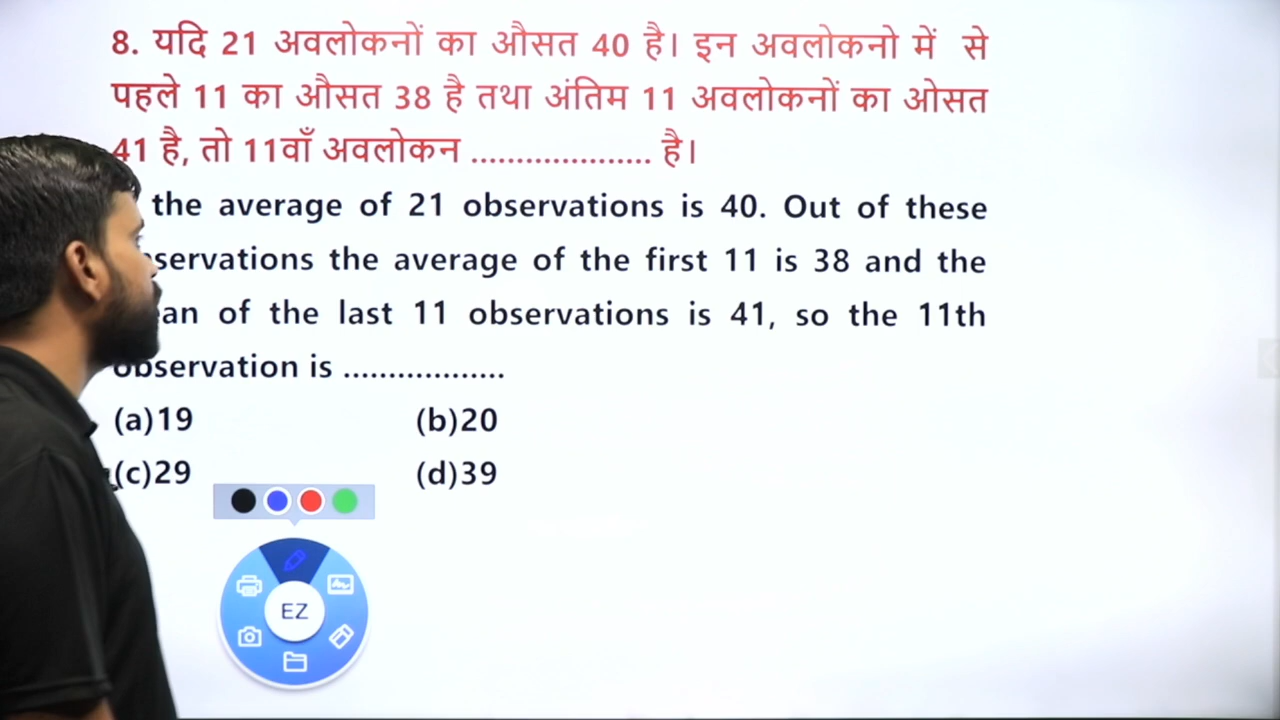 8. यदि 21 अवलोकनों का औसत 40 है। इन अवलोकनो में से
पहले 11 का औसत 38 है तथा अंतिम 11 अवलोकनों का ओसत
41 है, तो 11वाँ अवलोकन .................... है।
the average of 21 observations is 40. Out of these
the average of the first 11 is 38 and the
of the last 11 observations is 41, so the 11th
observation is ..................
(a)19 (b)20
(c)29 (d)39
EZ